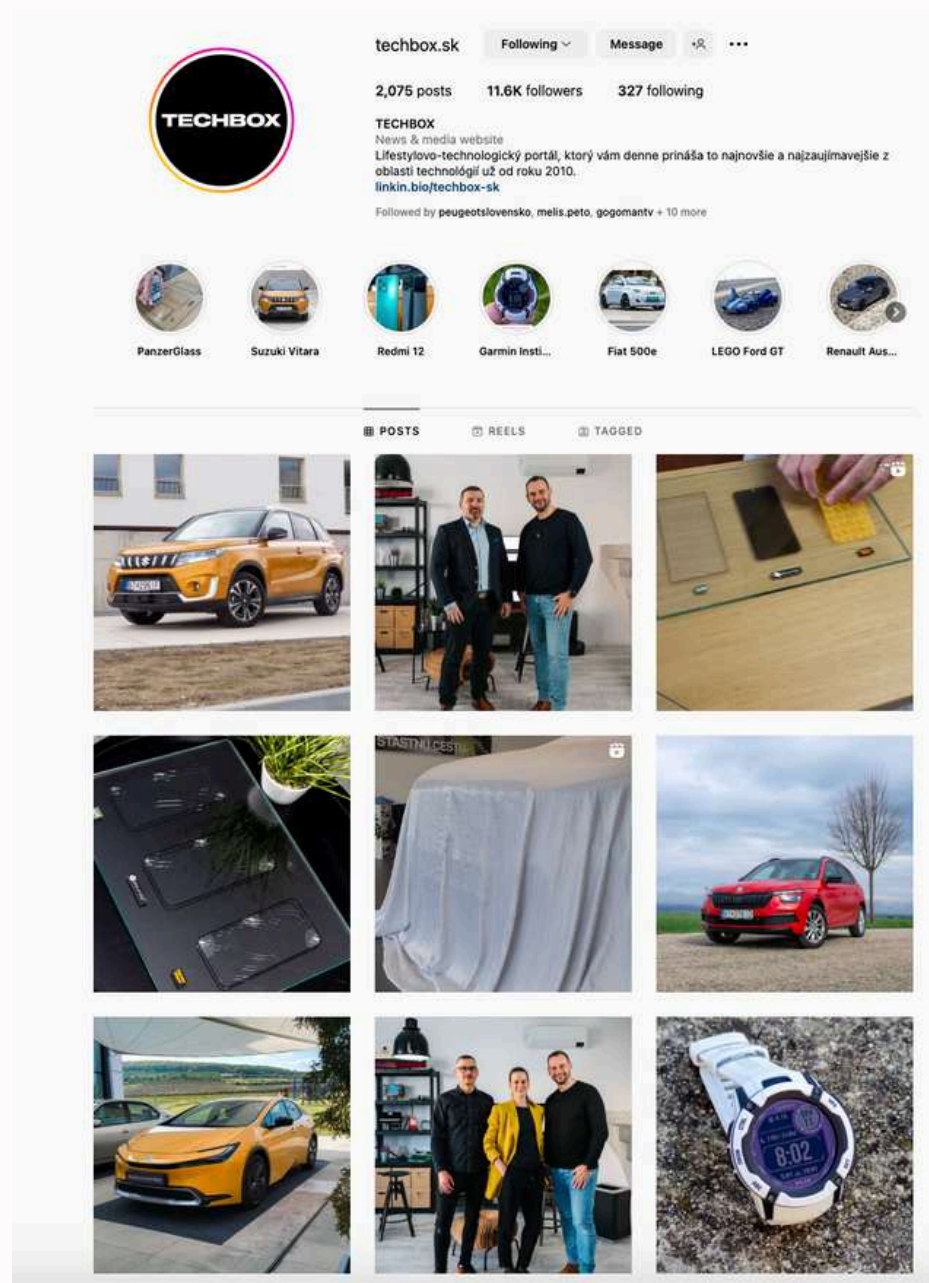 techbox.sk Following Message
2,075 posts 11.6K followers 327 following
TECHBOX
TECHBOX
News & media website
Lifestylovo-technologický portál, ktorý vám denne prináša to najnovšie a najzaujímavejšie z
oblasti technológií už od roku 2010.
linkin.bio/techbox-sk
Followed by peugeotslovensko, melis.peto, gogomantv + 10 more
PanzerGlass Suzuki Vitara Redmi 12 Garmin Insti... Fiat 500e LEGO Ford GT Renault Aus...
POSTS REELS TAGGED
ŠŤASTNÚ CESTU
8:02